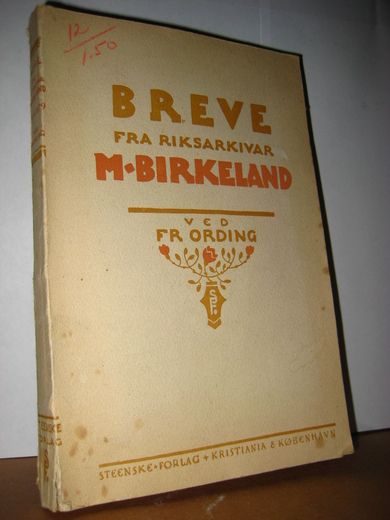 12
1.50
BREVE
FRA RIKSARKIVAR
M·BIRKELAND
VED
FR ORDING
STEENSKE·FORLAG + KRISTIANIA & KØBENHAVN